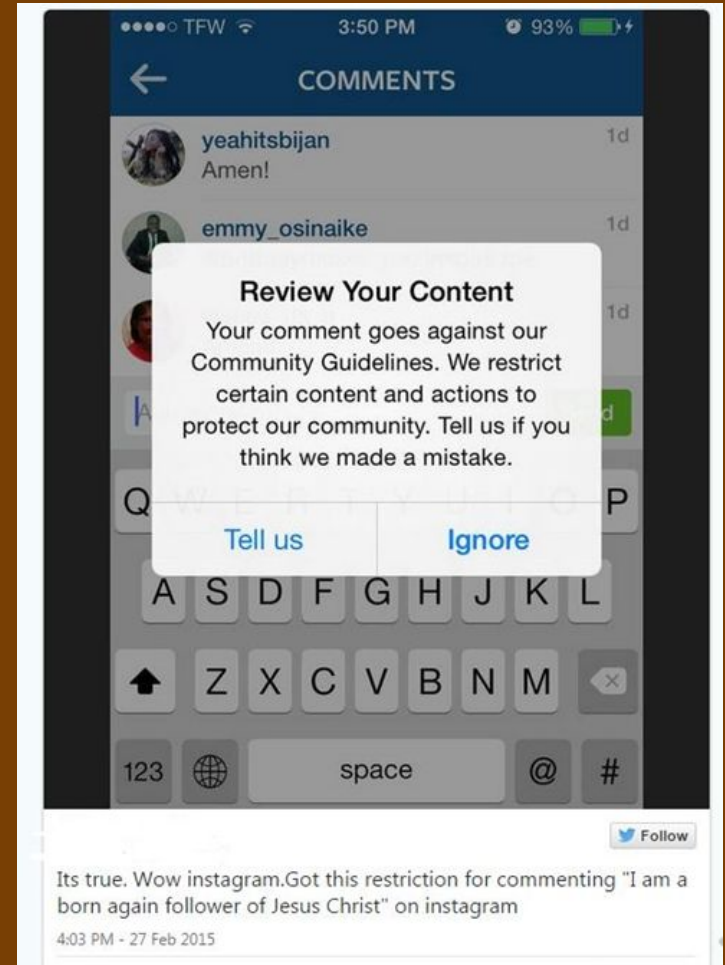 TFW 3:50 PM 93%
COMMENTS
yeahitsbijan 1d
Amen!
emmy_osinaike 1d
1d
Review Your Content
Your comment goes against our
Community Guidelines. We restrict
certain content and actions to
protect our community. Tell us if you
think we made a mistake.
Tell us Ignore
Q W E R T Y U I O P
A S D F G H J K L
Z X C V B N M
123 space @ #
Follow
Its true. Wow instagram.Got this restriction for commenting "I am a
born again follower of Jesus Christ" on instagram
4:03 PM - 27 Feb 2015